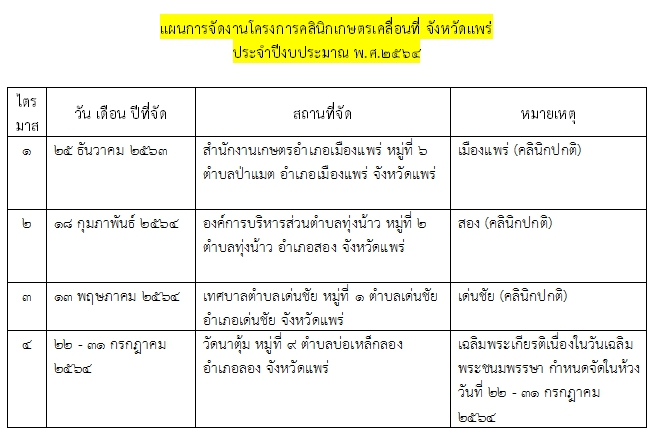 แผนการจัดงานโครงการคลินิกเกษตรเคลื่อนที่ จังหวัดแพร่
ประจำปีงบประมาณ พ.ศ.๒๕๖๔
ไตร
มาส
วัน เดือน ปีที่จัด
สถานที่จัด
หมายเหตุ
๑
๒๕ ธันวาคม ๒๕๖๓
สำนักงานเกษตรอำเภอเมืองแพร่ หมู่ที่ ๖
ตำบลป่าแมต อำเภอเมืองแพร่ จังหวัดแพร่
เมืองแพร่ (คลินิกปกติ)
๒
๑๘ กุมภาพันธ์ ๒๕๖๔
องค์การบริหารส่วนตำบลทุ่งน้าว หมู่ที่ ๒
ตำบลทุ่งน้าว อำเภอสอง จังหวัดแพร่
สอง (คลินิกปกติ)
๓
๑๓ พฤษภาคม ๒๕๖๔
เทศบาลตำบลเด่นชัย หมู่ที่ ๑ ตำบลเด่นชัย
อำเภอเด่นชัย จังหวัดแพร่
เด่นชัย (คลินิกปกติ)
๔
๒๒ - ๓๑ กรกฎาคม
๒๕๖๔
วัดนาตุ้ม หมู่ที่ ๙ ตำบลบ่อเหล็กลอง
อำเภอลอง จังหวัดแพร่
เฉลิมพระเกียรติเนื่องในวันเฉลิม
พระชนมพรรษา กำหนดจัดในห้วง
วันที่ ๒๒ - ๓๑ กรกฎาคม
๒๕๖๔